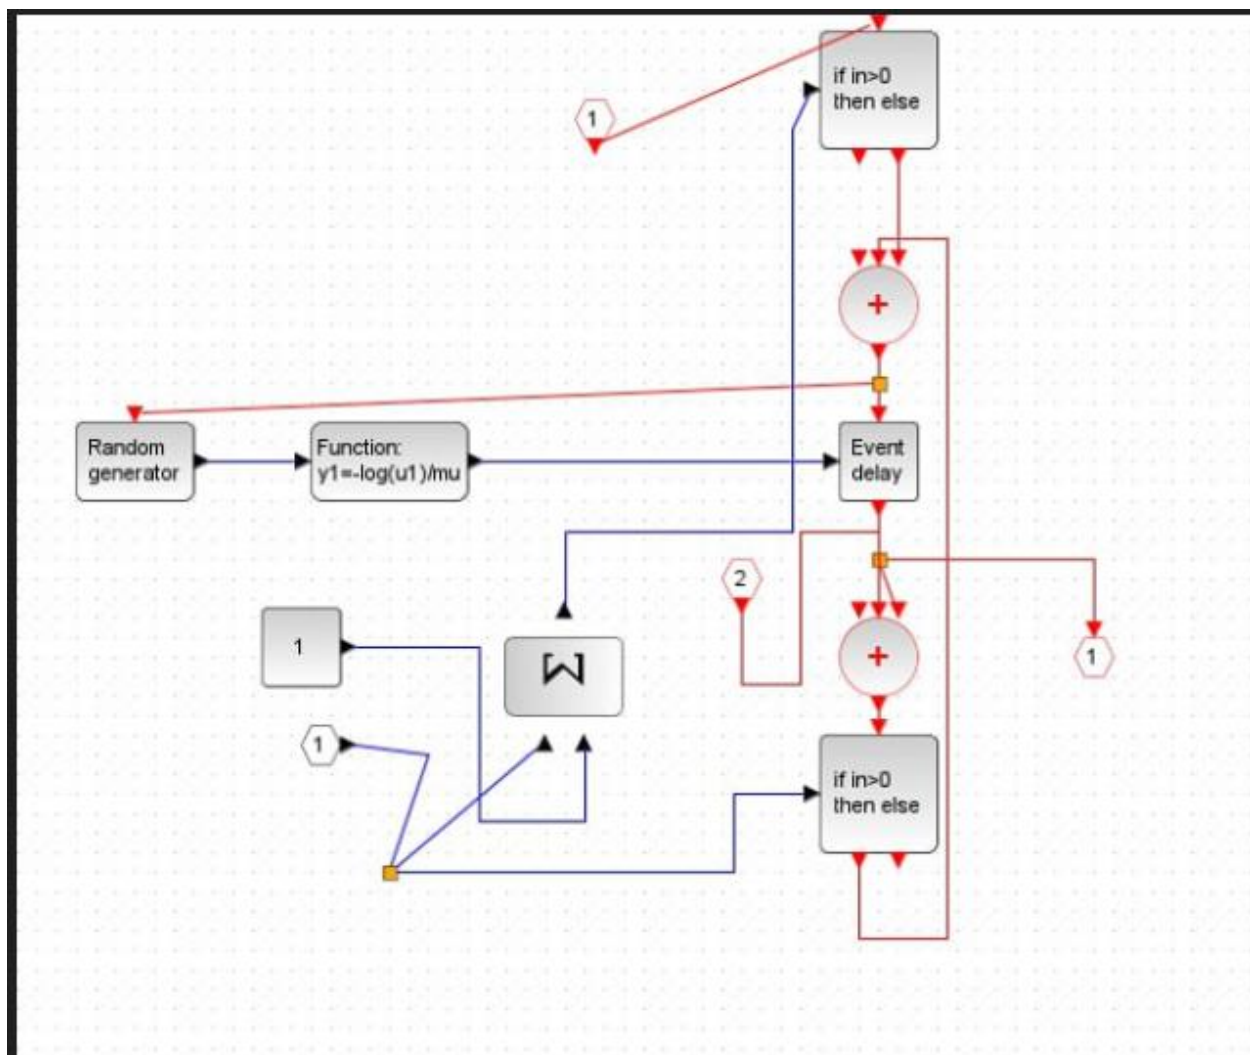 if in>0
then else
1
+
Random
generator
Function:
y1=-log(u1)/mu
Event
delay
2
1
Σ
+
1
1
if in>0
then else